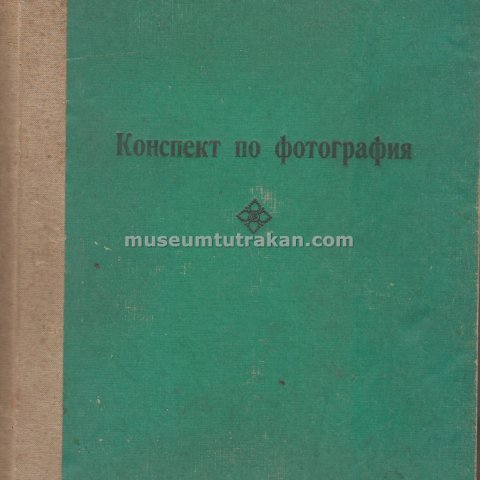 Конспект по фотография
museumtutrakan.com